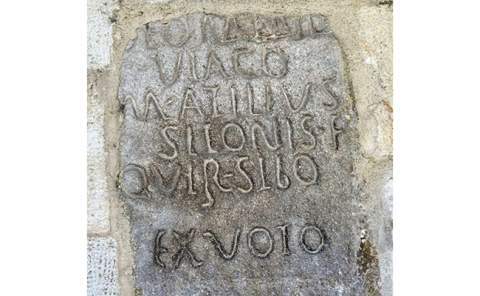 VIACO
M·ATILIVS
SILONIS·F
QVIR·SILO
EX VOTO